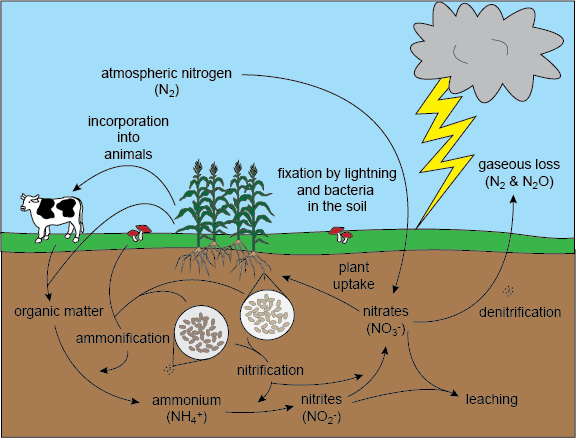 atmospheric nitrogen
(N₂)
incorporation
into
animals
fixation by lightning
and bacteria
in the soil
gaseous loss
(N₂ & N₂O)
plant
uptake
organic matter
nitrates
(NO₃-)
denitrification
ammonification
nitrification
ammonium
(NH₄⁺)
nitrites
(NO₂-)
leaching